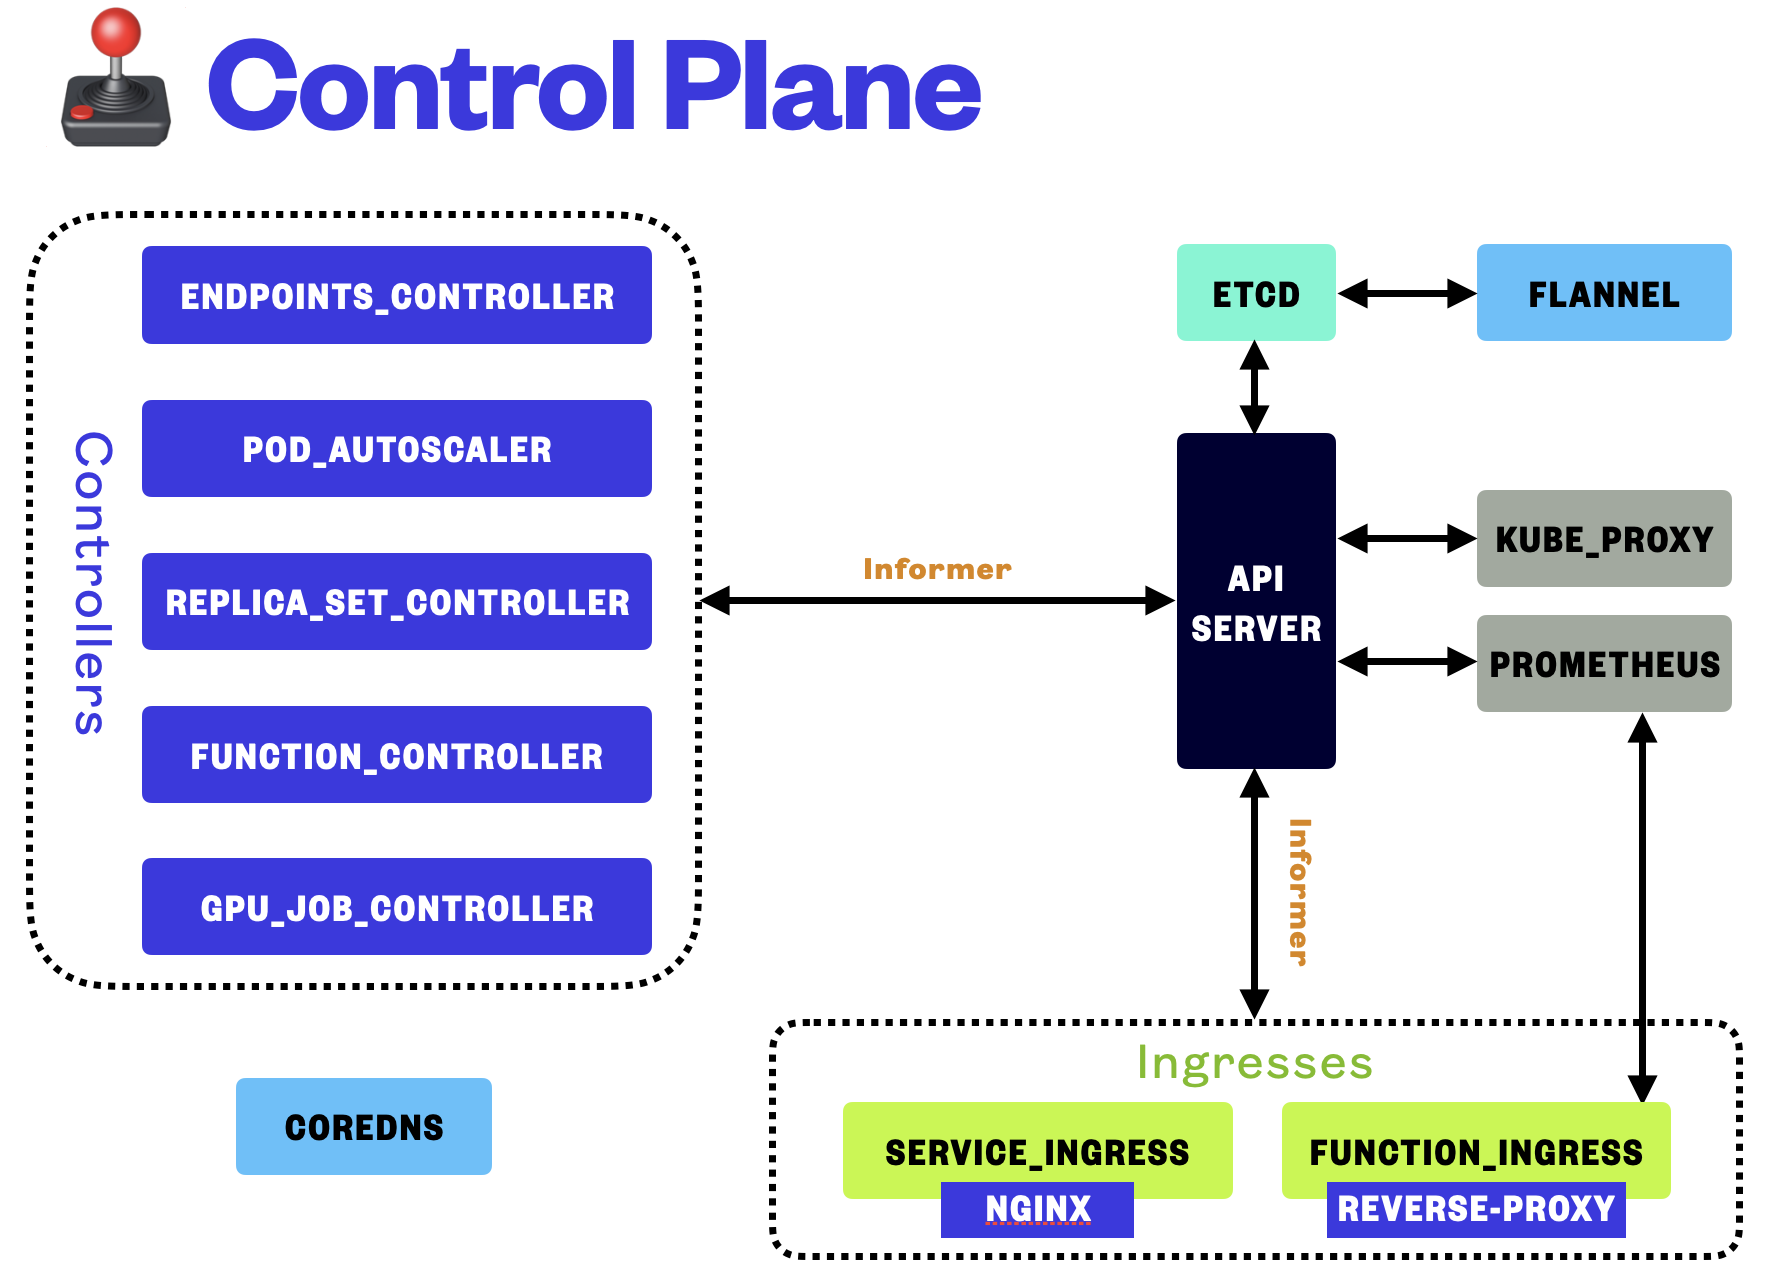 Control Plane
Controllers
ENDPOINTS_CONTROLLER
POD_AUTOSCALER
REPLICA_SET_CONTROLLER
FUNCTION_CONTROLLER
GPU_JOB_CONTROLLER
COREDNS
Informer
ETCD
FLANNEL
API
SERVER
KUBE_PROXY
PROMETHEUS
Informer
Ingresses
SERVICE_INGRESS
NGINX
FUNCTION_INGRESS
REVERSE-PROXY